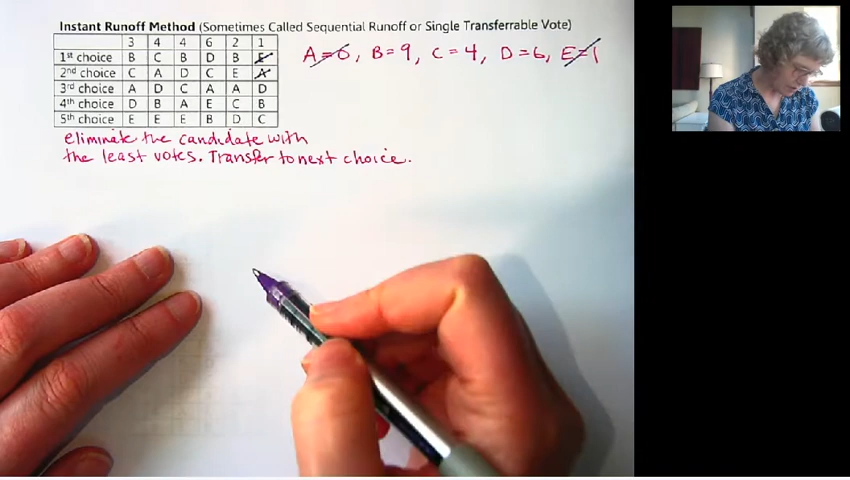 Instant Runoff Method (Sometimes Called Sequential Runoff or Single Transferrable Vote)
3 4 4 6 2 1
1st choice B C B D B E
2nd choice C A D C E A
3rd choice A D C A A D
4th choice D B A E C B
5th choice E E E B D C
A=0, B=9, C=4, D=6, E=1
eliminate the candidate with
the least votes. Transfer to next choice.